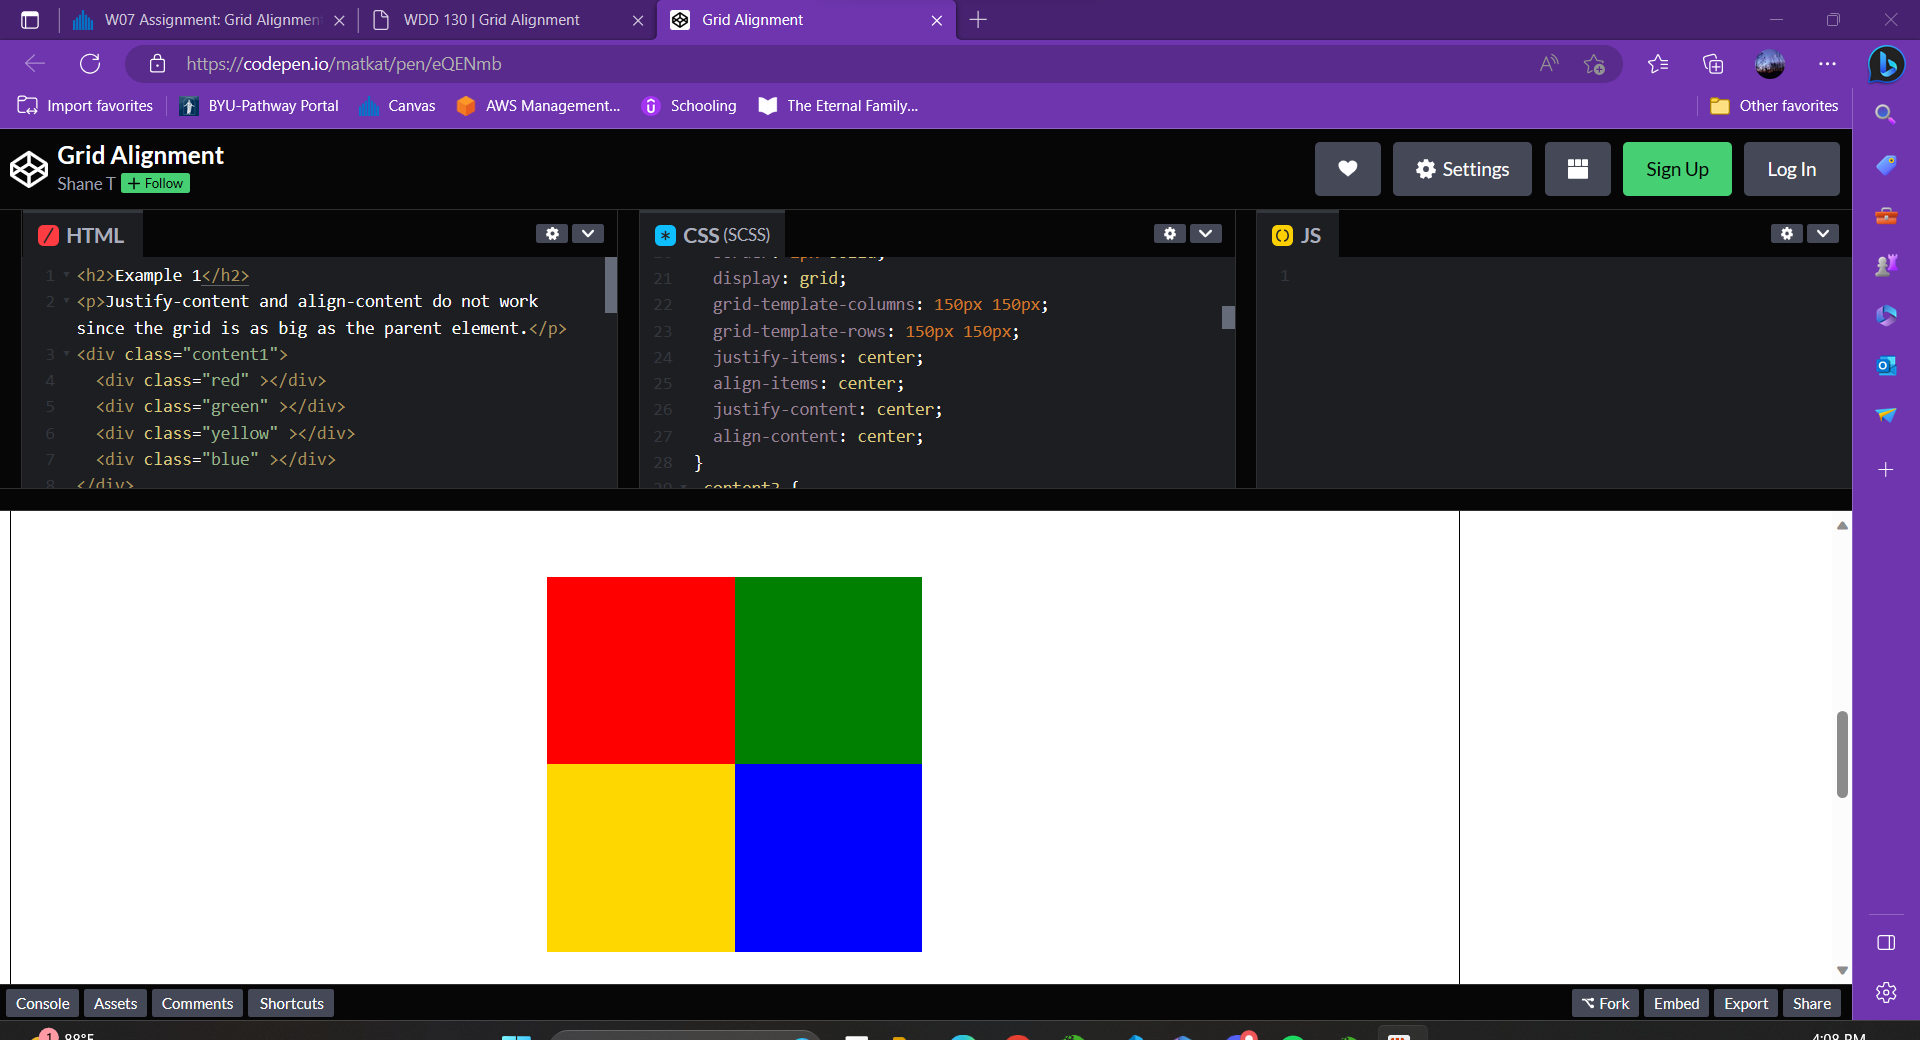 W07 Assignment: Grid Alignmen
WDD 130 | Grid Alignment
Grid Alignment
https://codepen.io/matkat/pen/eQENmb
Import favorites
BYU-Pathway Portal
Canvas
AWS Management...
Schooling
The Eternal Family...
Other favorites
Grid Alignment
Shane T
+ Follow
Settings
Sign Up
Log In
HTML
1 <h2>Example 1</h2>
2 <p>Justify-content and align-content do not work
since the grid is as big as the parent element.</p>
3 <div class="content1">
4 <div class="red" ></div>
5 <div class="green" ></div>
6 <div class="yellow" ></div>
7 <div class="blue" ></div>
8 </div>
CSS (SCSS)
21 display: grid;
22 grid-template-columns: 150px 150px;
23 grid-template-rows: 150px 150px;
24 justify-items: center;
25 align-items: center;
26 justify-content: center;
27 align-content: center;
28 }
JS
1
Console
Assets
Comments
Shortcuts
Fork
Embed
Export
Share
1
88°F
4:08 PM